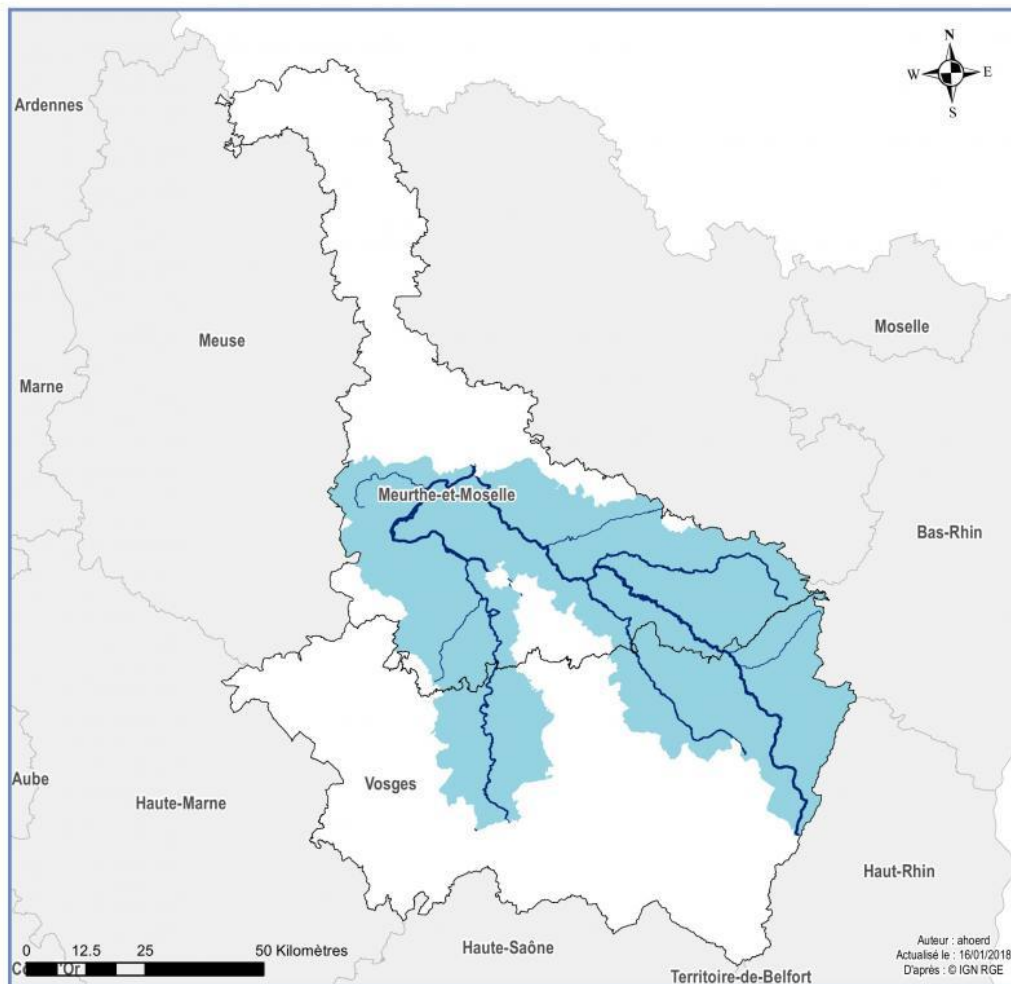 N
W E
S
Ardennes
Moselle
Meuse
Marne
Meurthe-et-Moselle
Bas-Rhin
Aube
Vosges
Haute-Marne
Haut-Rhin
0 12.5 25 50 Kilomètres
Haute-Saône
Auteur : ahoerd
Actualisé le : 16/01/2018
D'après : © IGN RGE
l'Or
Territoire-de-Belfort